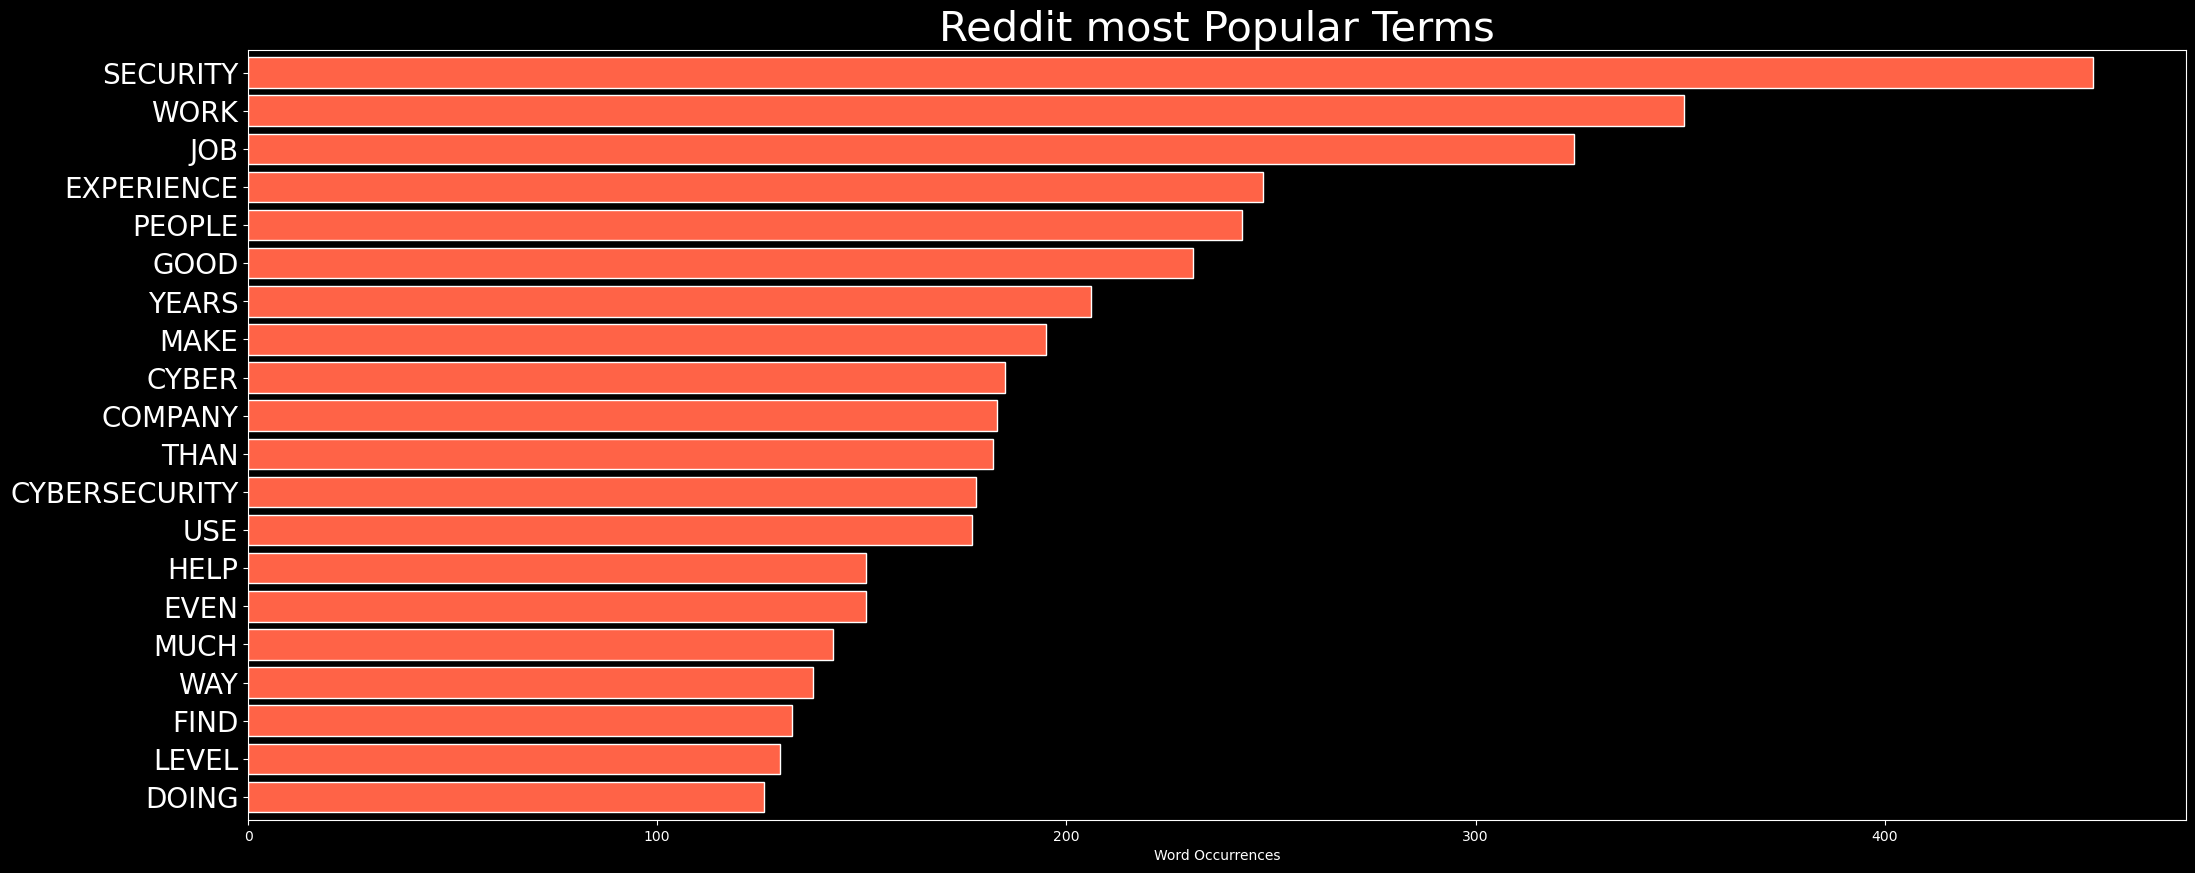 Reddit most Popular Terms
SECURITY
WORK
JOB
EXPERIENCE
PEOPLE
GOOD
YEARS
MAKE
CYBER
COMPANY
THAN
CYBERSECURITY
USE
HELP
EVEN
MUCH
WAY
FIND
LEVEL
DOING
0 100 200 300 400
Word Occurrences